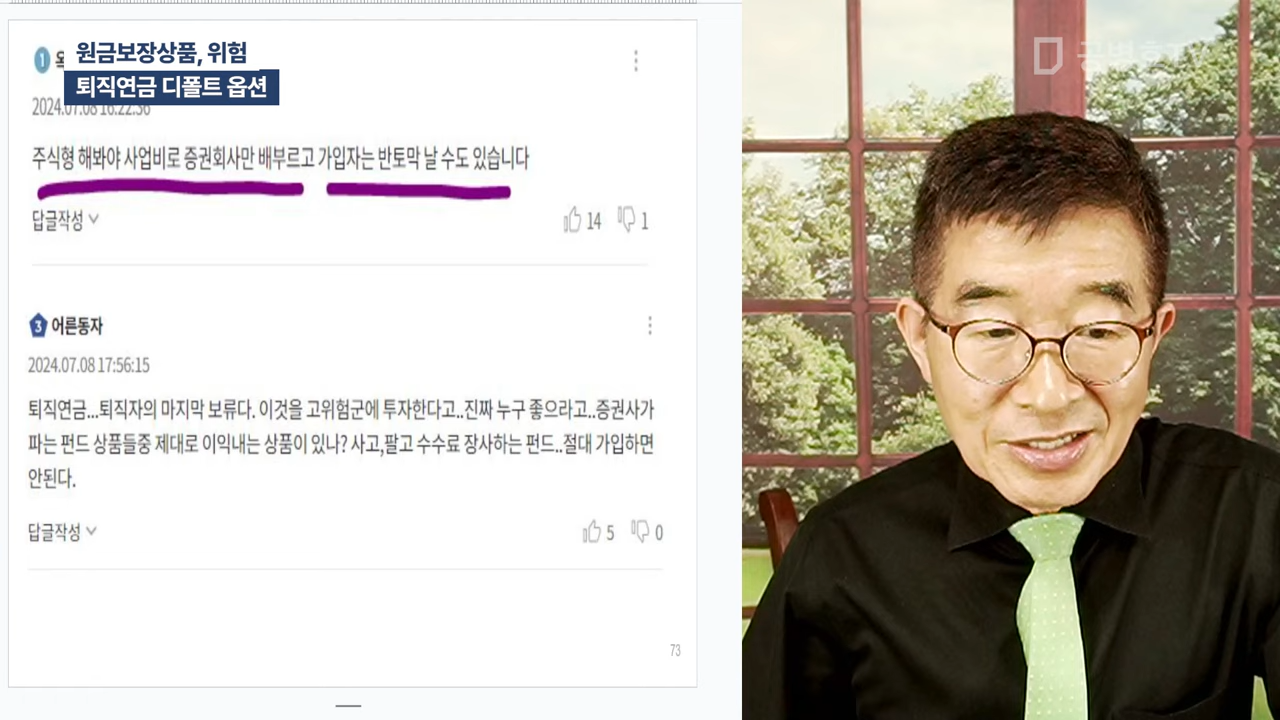 원금보장상품, 위험
퇴직연금 디폴트 옵션
1
2024.07.08 16:22:36
주식형 해봐야 사업비로 증권회사만 배부르고 가입자는 반토막 날 수도 있습니다
답글작성
14
1
3 어른동자
2024.07.08 17:56:15
퇴직연금...퇴직자의 마지막 보류다. 이것을 고위험군에 투자한다고..진짜 누구 좋으라고..증권사가
파는 펀드 상품들중 제대로 이익내는 상품이 있나? 사고,팔고 수수료 장사하는 펀드..절대 가입하면
안된다.
답글작성
5
0
73
공병호TV